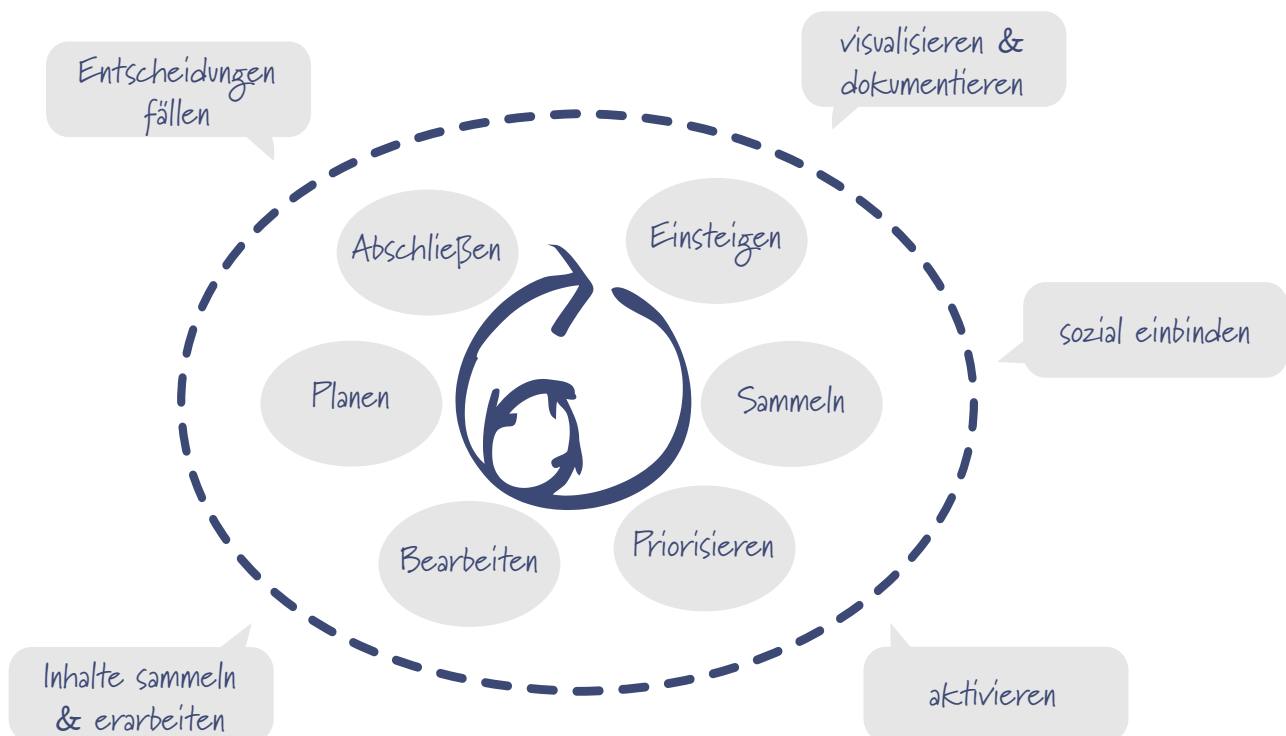 visualisieren &
dokumentieren
Entscheidungen
fällen
Abschließen
Einsteigen
sozial einbinden
Planen
Sammeln
Bearbeiten
Priorisieren
Inhalte sammeln
& erarbeiten
aktivieren